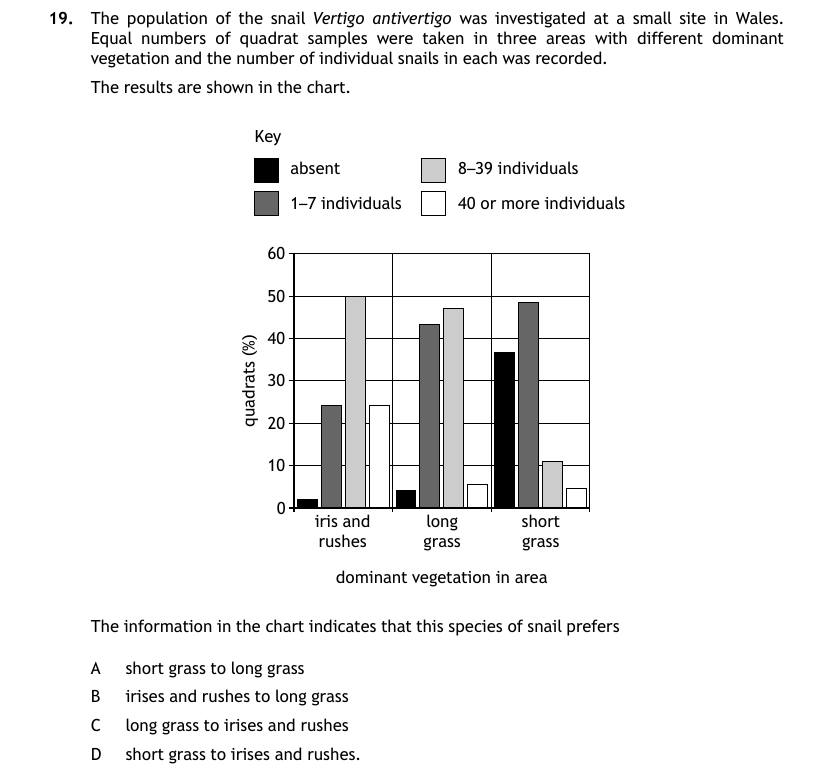 19. The population of the snail Vertigo antivertigo was investigated at a small site in Wales.
Equal numbers of quadrat samples were taken in three areas with different dominant
vegetation and the number of individual snails in each was recorded.
The results are shown in the chart.
Key
absent
8–39 individuals
1–7 individuals
40 or more individuals
60
50
40
30
20
10
0
quadrats (%)
iris and
rushes
long
grass
short
grass
dominant vegetation in area
The information in the chart indicates that this species of snail prefers
A short grass to long grass
B irises and rushes to long grass
C long grass to irises and rushes
D short grass to irises and rushes.